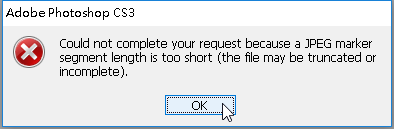 Adobe Photoshop CS3
Could not complete your request because a JPEG marker
segment length is too short (the file may be truncated or
incomplete).
OK